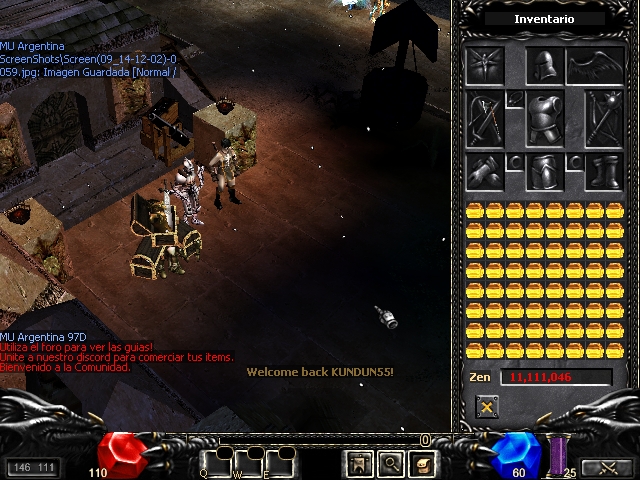 Inventario
MU Argentina
ScreenShots\Screen(09_14-12-02)-0
059.jpg: Imagen Guardada [Normal /
MU Argentina 97D
Utiliza el foro para ver las guias!
Unite a nuestro discord para comerciar tus items.
Bienvenido a la Comunidad.
Welcome back KUNDUN55!
Zen 11,111,046
0
146 111
110
Q W E
60
25